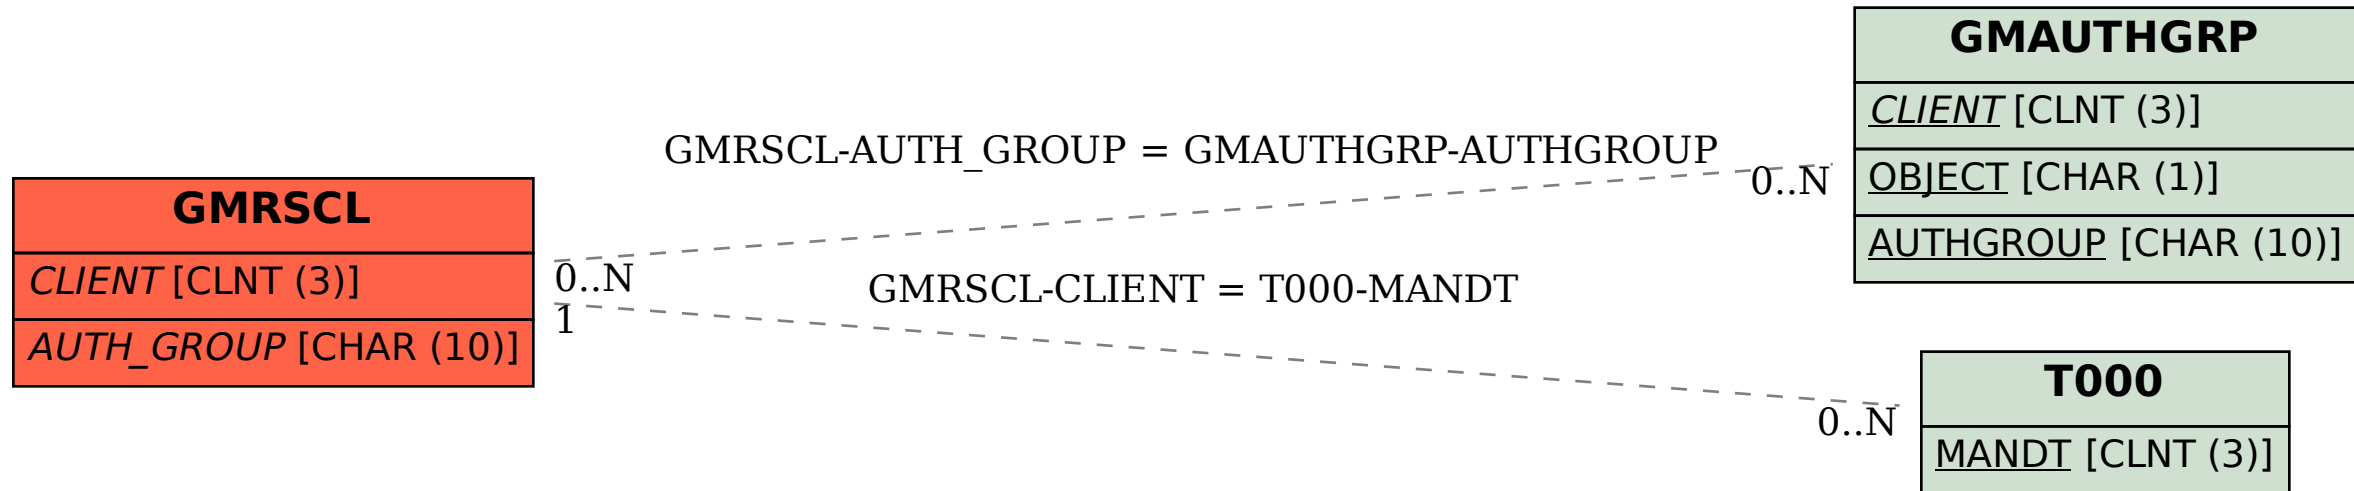 GMRSCL
CLIENT [CLNT (3)]
AUTH_GROUP [CHAR (10)]
GMRSCL-AUTH_GROUP = GMAUTHGRP-AUTHGROUP
0..N
0..N
GMRSCL-CLIENT = T000-MANDT
1
0..N
GMAUTHGRP
CLIENT [CLNT (3)]
OBJECT [CHAR (1)]
AUTHGROUP [CHAR (10)]
T000
MANDT [CLNT (3)]